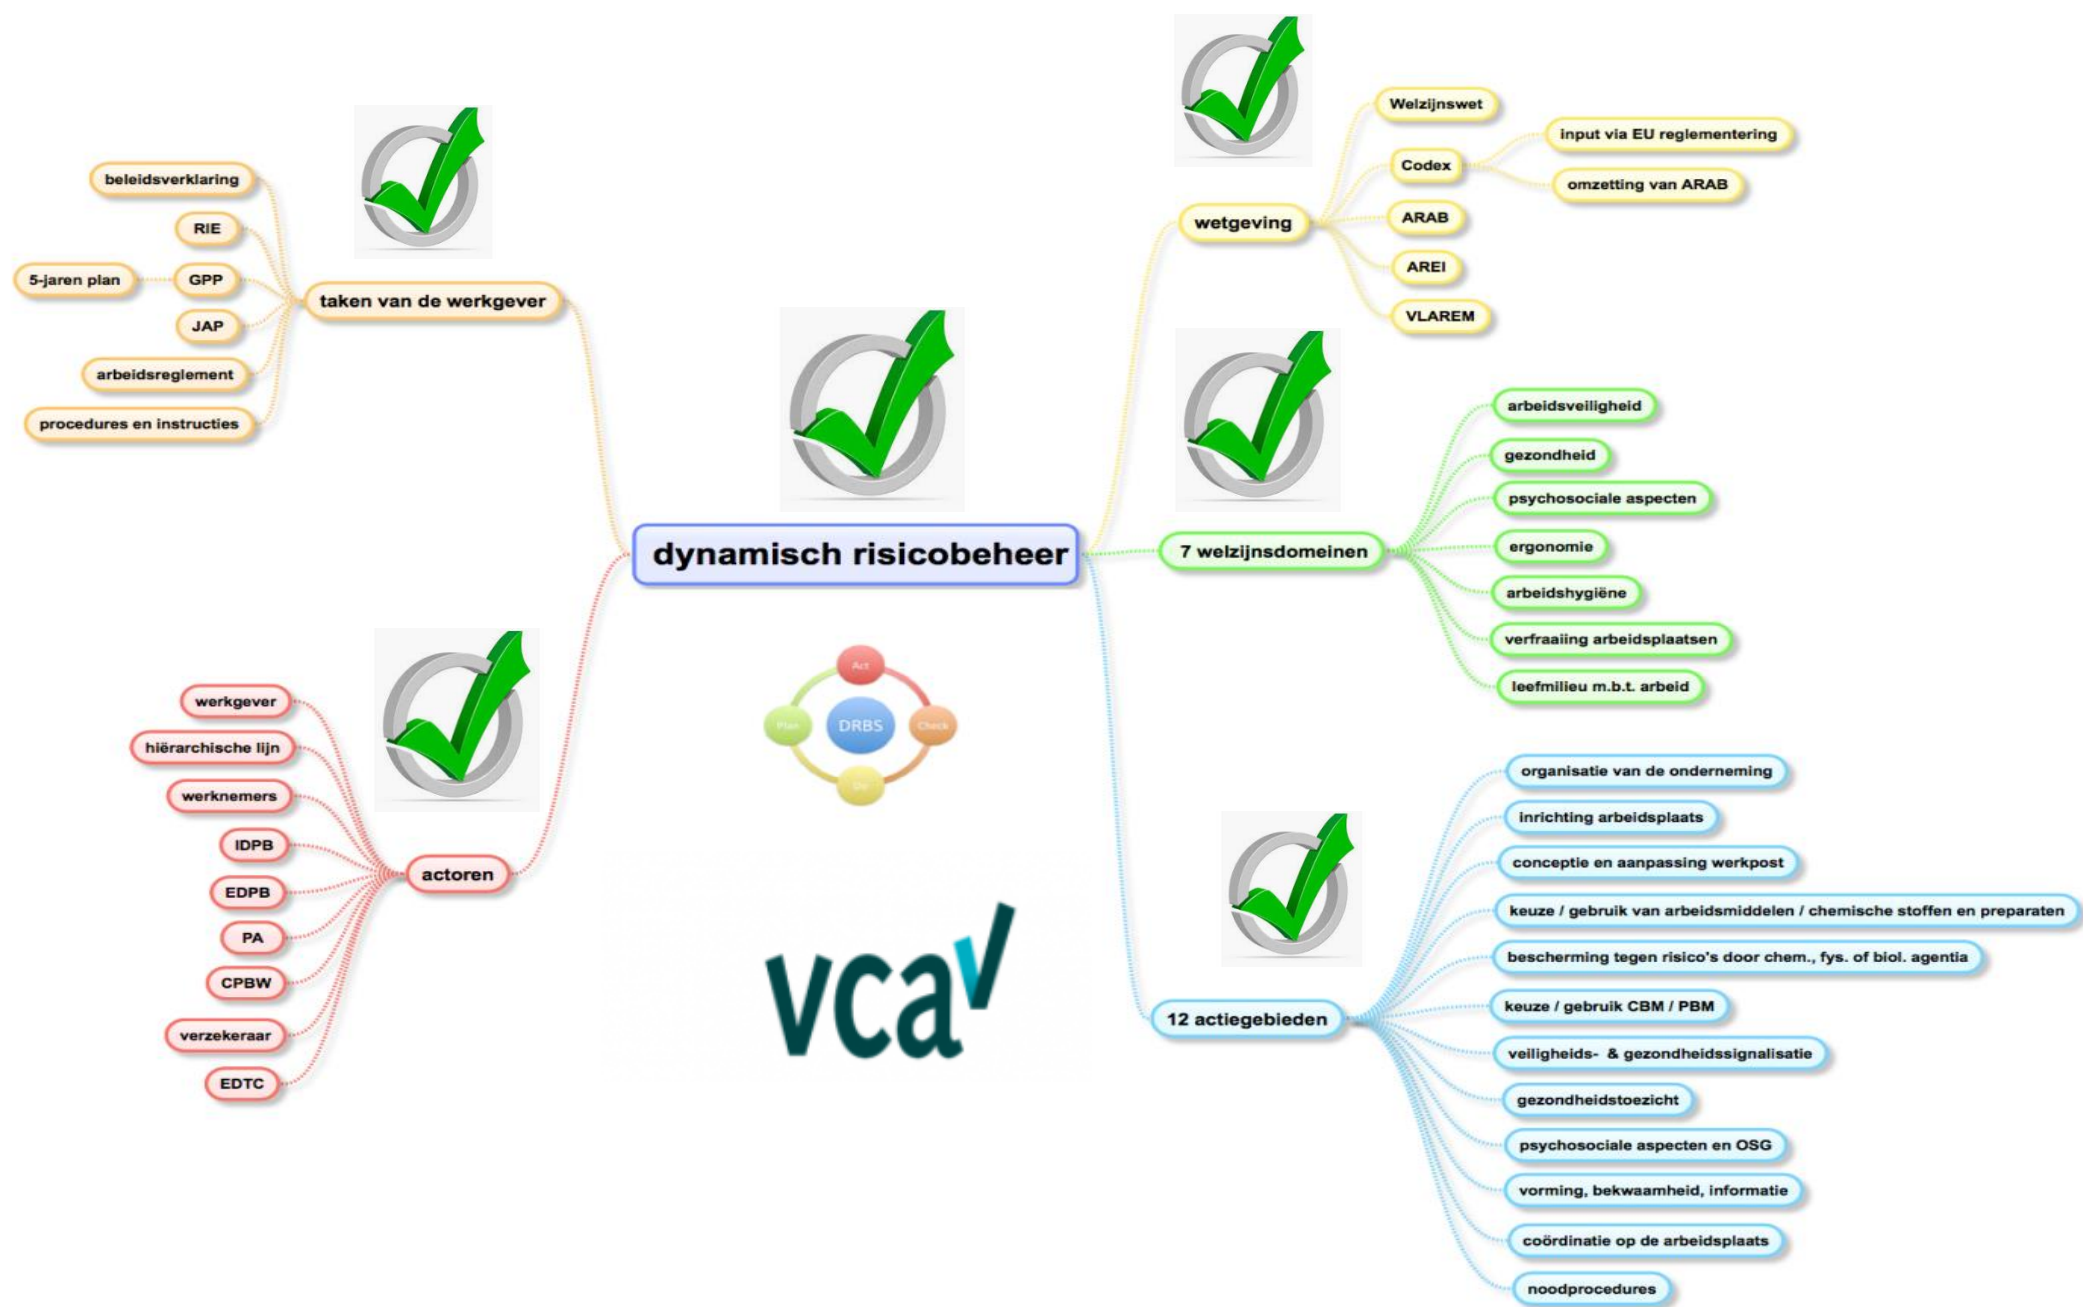 dynamisch risicobeheer
taken van de werkgever
beleidsverklaring
RIE
GPP
5-jaren plan
JAP
arbeidsreglement
procedures en instructies
actoren
werkgever
hiërarchische lijn
werknemers
IDPB
EDPB
PA
CPBW
verzekeraar
EDTC
Act
Plan
DRBS
Check
Do
vca
wetgeving
Welzijnswet
Codex
input via EU reglementering
omzetting van ARAB
ARAB
AREI
VLAREM
7 welzijnsdomeinen
arbeidsveiligheid
gezondheid
psychosociale aspecten
ergonomie
arbeidshygiëne
verfraaiing arbeidsplaatsen
leefmilieu m.b.t. arbeid
12 actiegebieden
organisatie van de onderneming
inrichting arbeidsplaats
conceptie en aanpassing werkpost
keuze / gebruik van arbeidsmiddelen / chemische stoffen en preparaten
bescherming tegen risico's door chem., fys. of biol. agentia
keuze / gebruik CBM / PBM
veiligheids- & gezondheidssignalisatie
gezondheidstoezicht
psychosociale aspecten en OSG
vorming, bekwaamheid, informatie
coördinatie op de arbeidsplaats
noodprocedures